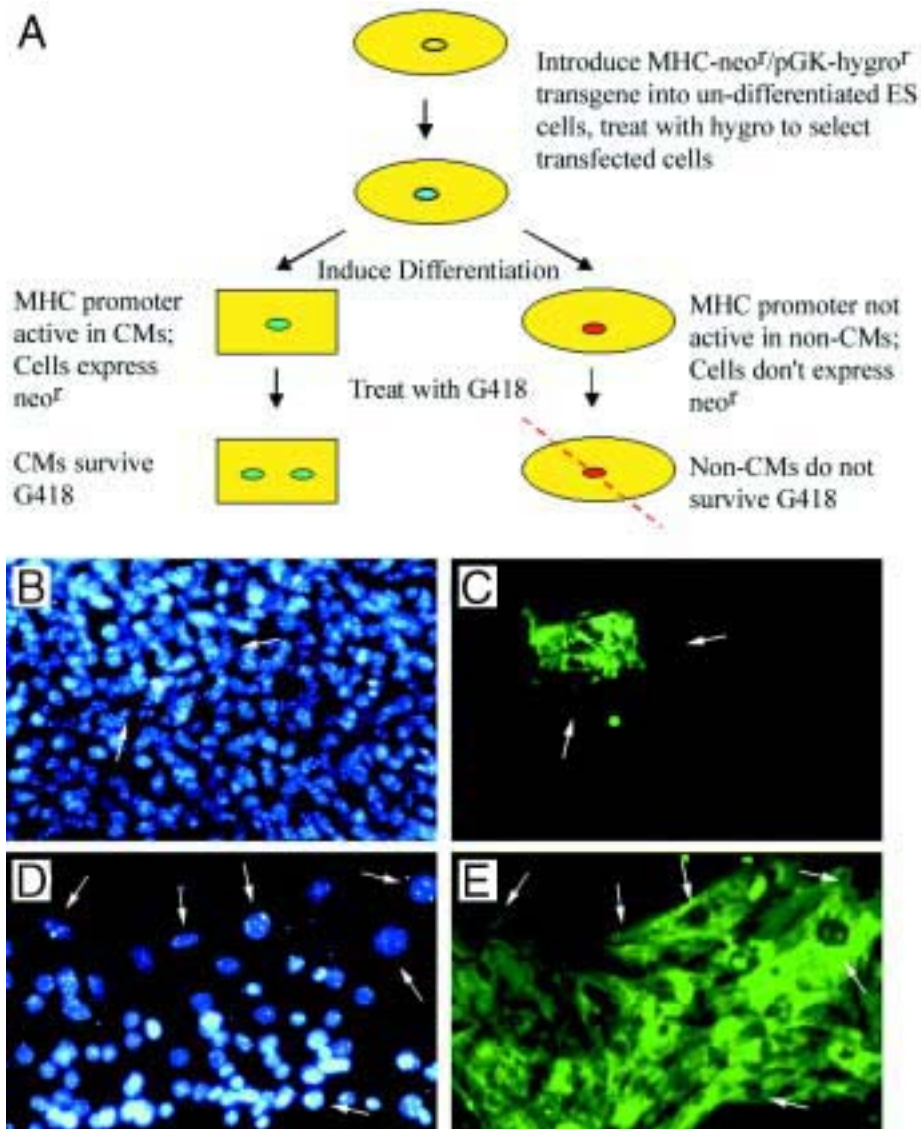 A
Introduce MHC-neoʳ/pGK-hygroʳ
transgene into un-differentiated ES
cells, treat with hygro to select
transfected cells
Induce Differentiation
MHC promoter
active in CMs;
Cells express
neoʳ
MHC promoter not
active in non-CMs;
Cells don't express
neoʳ
Treat with G418
CMs survive
G418
Non-CMs do not
survive G418
B
C
D
E